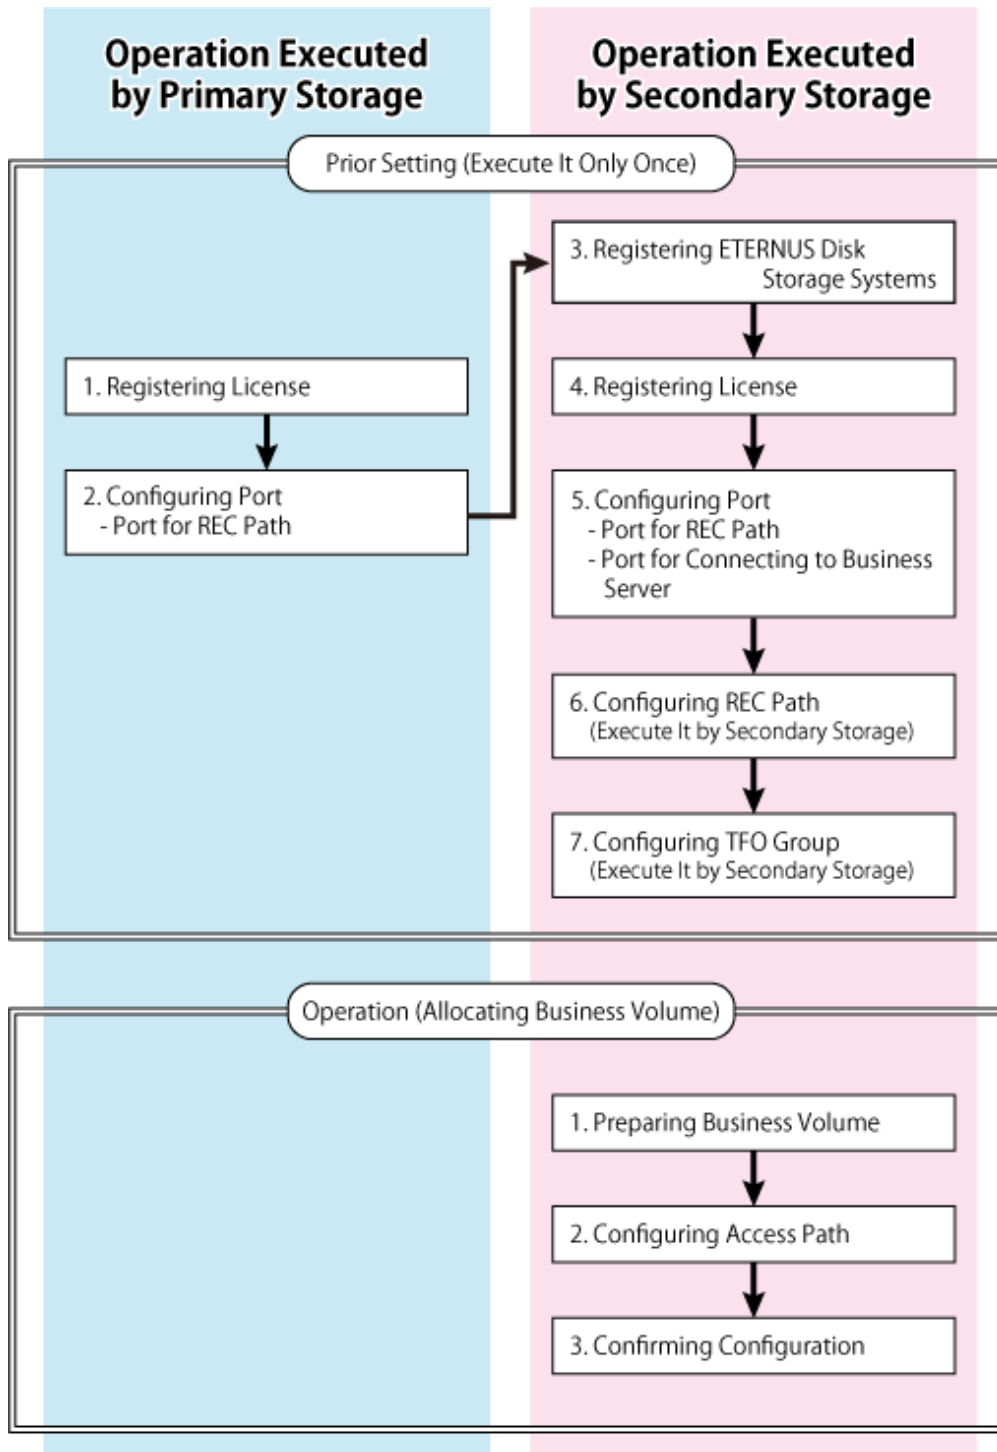 Operation Executed
by Primary Storage
Operation Executed
by Secondary Storage
Prior Setting (Execute It Only Once)
1. Registering License
2. Configuring Port
- Port for REC Path
3. Registering ETERNUS Disk
Storage Systems
4. Registering License
5. Configuring Port
- Port for REC Path
- Port for Connecting to Business
Server
6. Configuring REC Path
(Execute It by Secondary Storage)
7. Configuring TFO Group
(Execute It by Secondary Storage)
Operation (Allocating Business Volume)
1. Preparing Business Volume
2. Configuring Access Path
3. Confirming Configuration